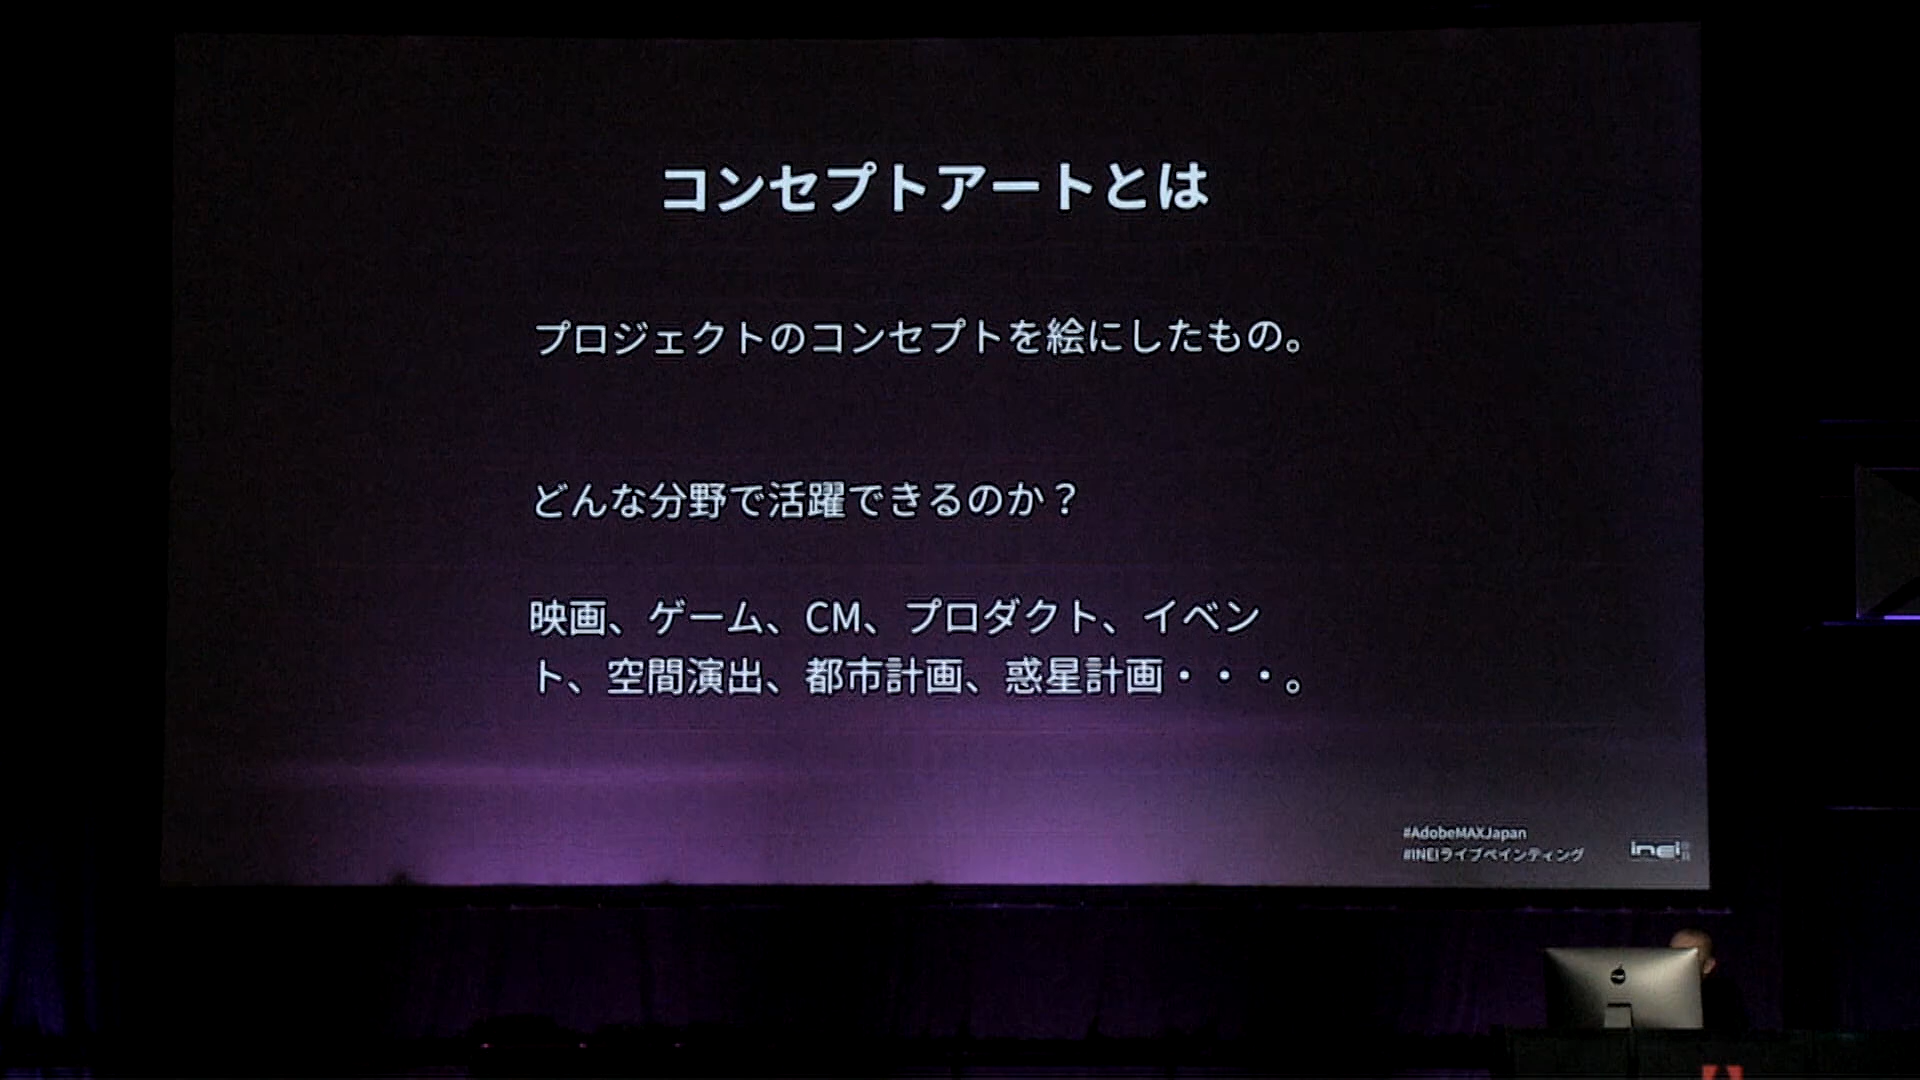 コンセプトアートとは
プロジェクトのコンセプトを絵にしたもの。
どんな分野で活躍できるのか？
映画、ゲーム、CM、プロダクト、イベン
ト、空間演出、都市計画、惑星計画・・・。
#AdobeMAXJapan
#INEIライブペインティング
inei